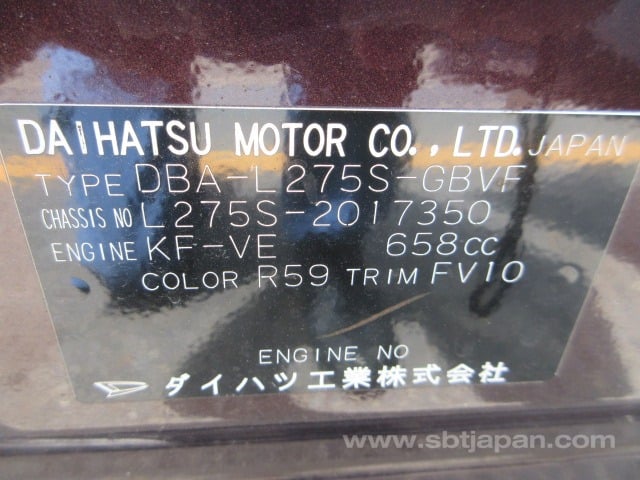 DAIHATSU MOTOR CO., LTD. JAPAN
TYPE DBA-L275S-GBVF
CHASSIS NO L275S-2017350
ENGINE KF-VE 658cc
COLOR R59 TRIM FV10
ENGINE NO
ダイハツ工業株式会社
www.sbtjapan.com